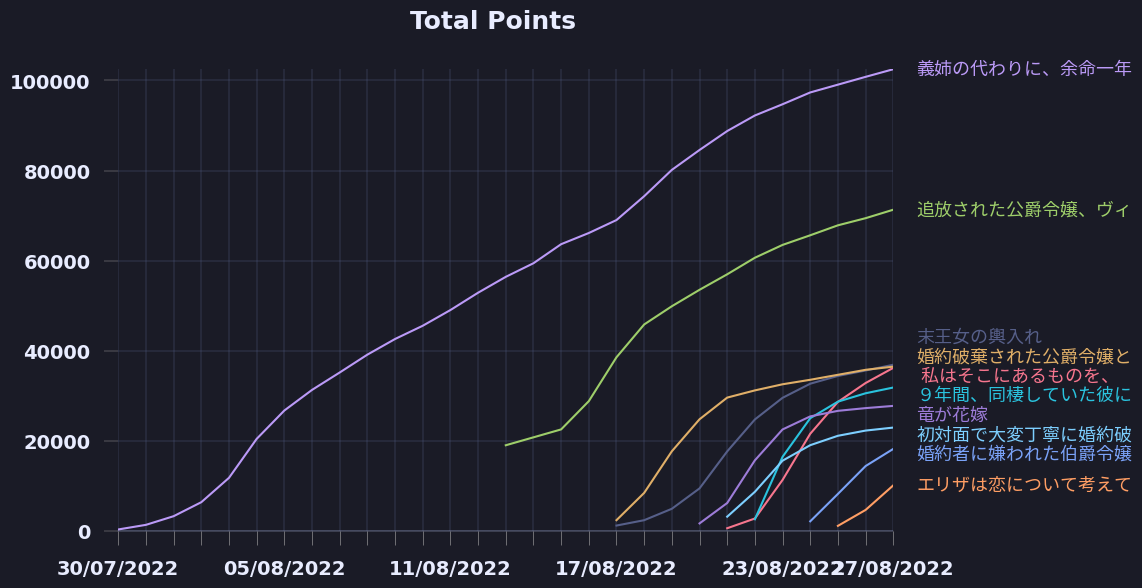 Total Points
100000
80000
60000
40000
20000
0
30/07/2022 05/08/2022 11/08/2022 17/08/2022 23/08/2022 27/08/2022
義姉の代わりに、余命一年
追放された公爵令嬢、ヴィ
末王女の輿入れ
婚約破棄された公爵令嬢と
私はそこにあるものを、
９年間、同棲していた彼に
竜が花嫁
初対面で大変丁寧に婚約破
婚約者に嫌われた伯爵令嬢
エリザは恋について考えて